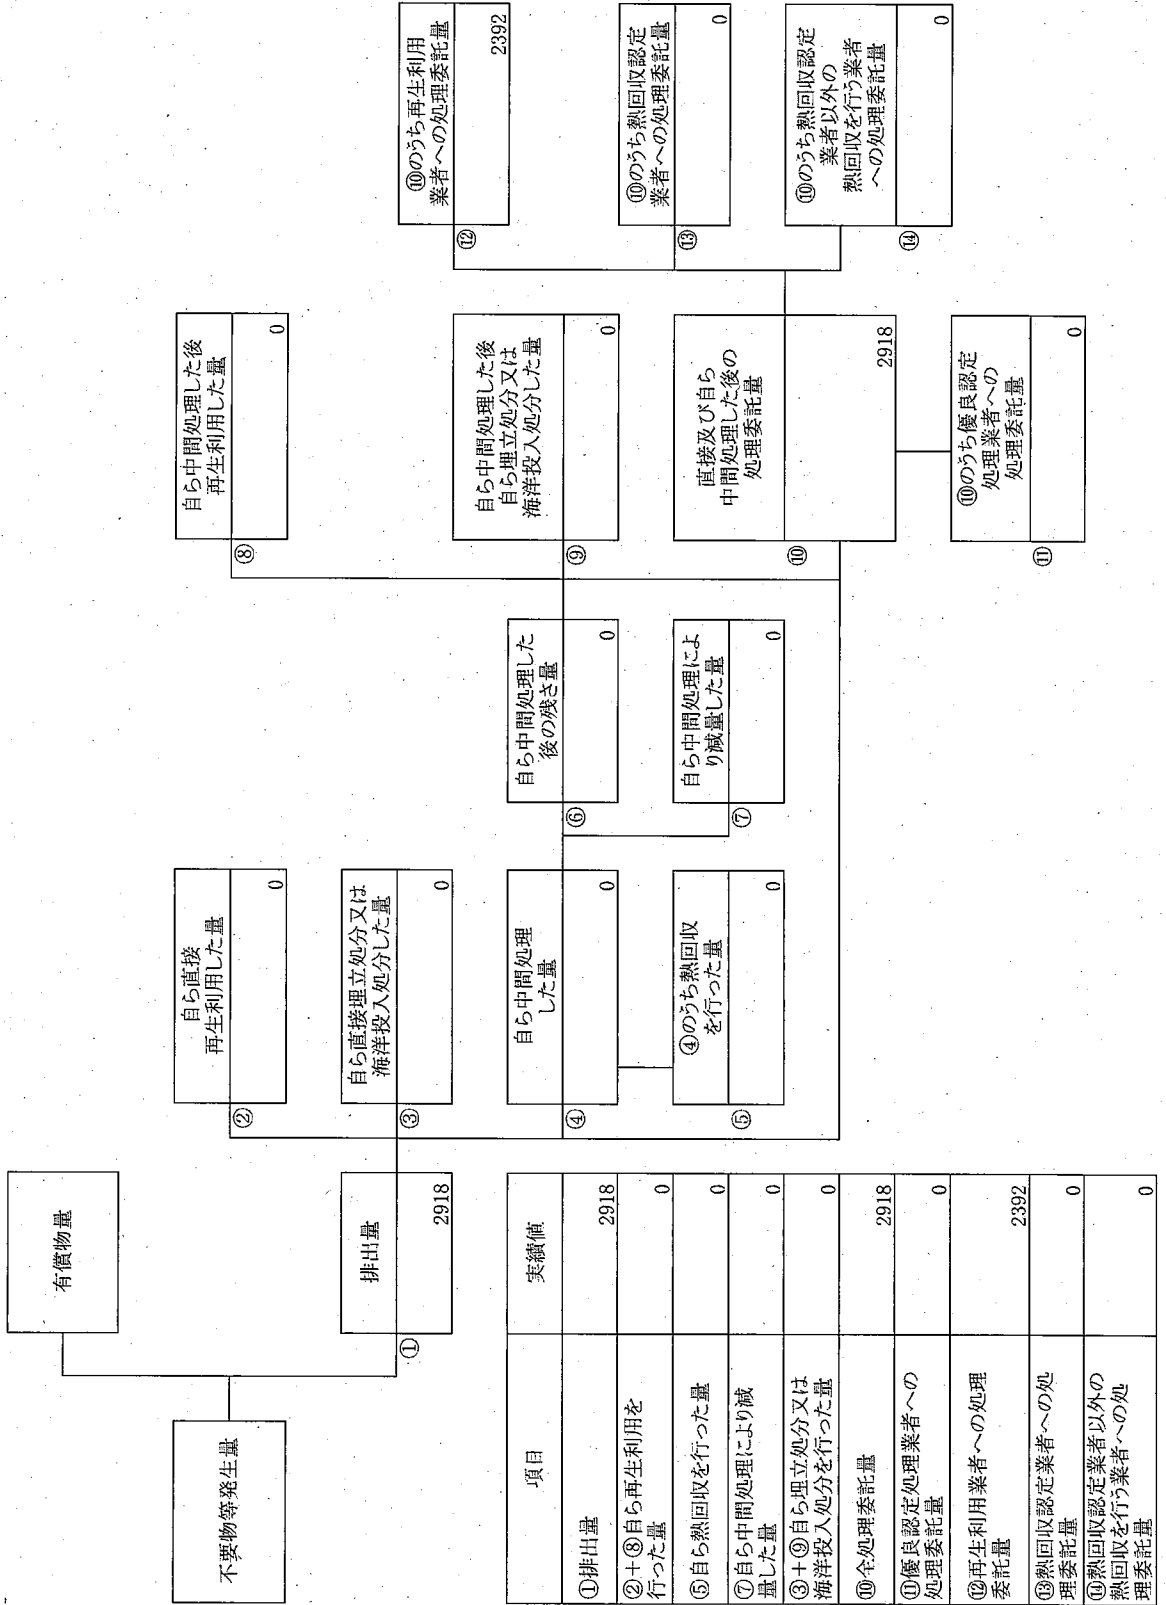 不要物等発生量
有償物量
排出量
①
2918
自ら直接
再生利用した量
②
0
自ら直接埋立処分又は
海洋投入処分した量
③
0
自ら中間処理
した量
④
0
④のうち熱回収
を行った量
⑤
0
自ら中間処理した
後の残さ量
⑥
0
自ら中間処理によ
り減量した量
⑦
0
自ら中間処理した後
再生利用した量
⑧
0
自ら中間処理した後
自ら埋立処分又は
海洋投入処分した量
⑨
0
直接及び自ら
中間処理した後の
処理委託量
⑩
2918
⑩のうち優良認定
処理業者への
処理委託量
⑪
0
⑩のうち再生利用
業者への処理委託量
⑫
2392
⑩のうち熱回収認定
業者への処理委託量
⑬
0
⑩のうち熱回収認定
業者以外の
熱回収を行う業者
への処理委託量
⑭
0
項目 実績値
①排出量 2918
②+⑧自ら再生利用を
行った量 0
⑤自ら熱回収を行った量 0
⑦自ら中間処理により減
量した量 0
③+⑨自ら埋立処分又は
海洋投入処分を行った量 0
⑩全処理委託量 2918
⑪優良認定処理業者への
処理委託量 0
⑫再生利用業者への処理
委託量 2392
⑬熱回収認定業者への処
理委託量 0
⑭熱回収認定業者以外の
熱回収を行う業者への処
理委託量 0